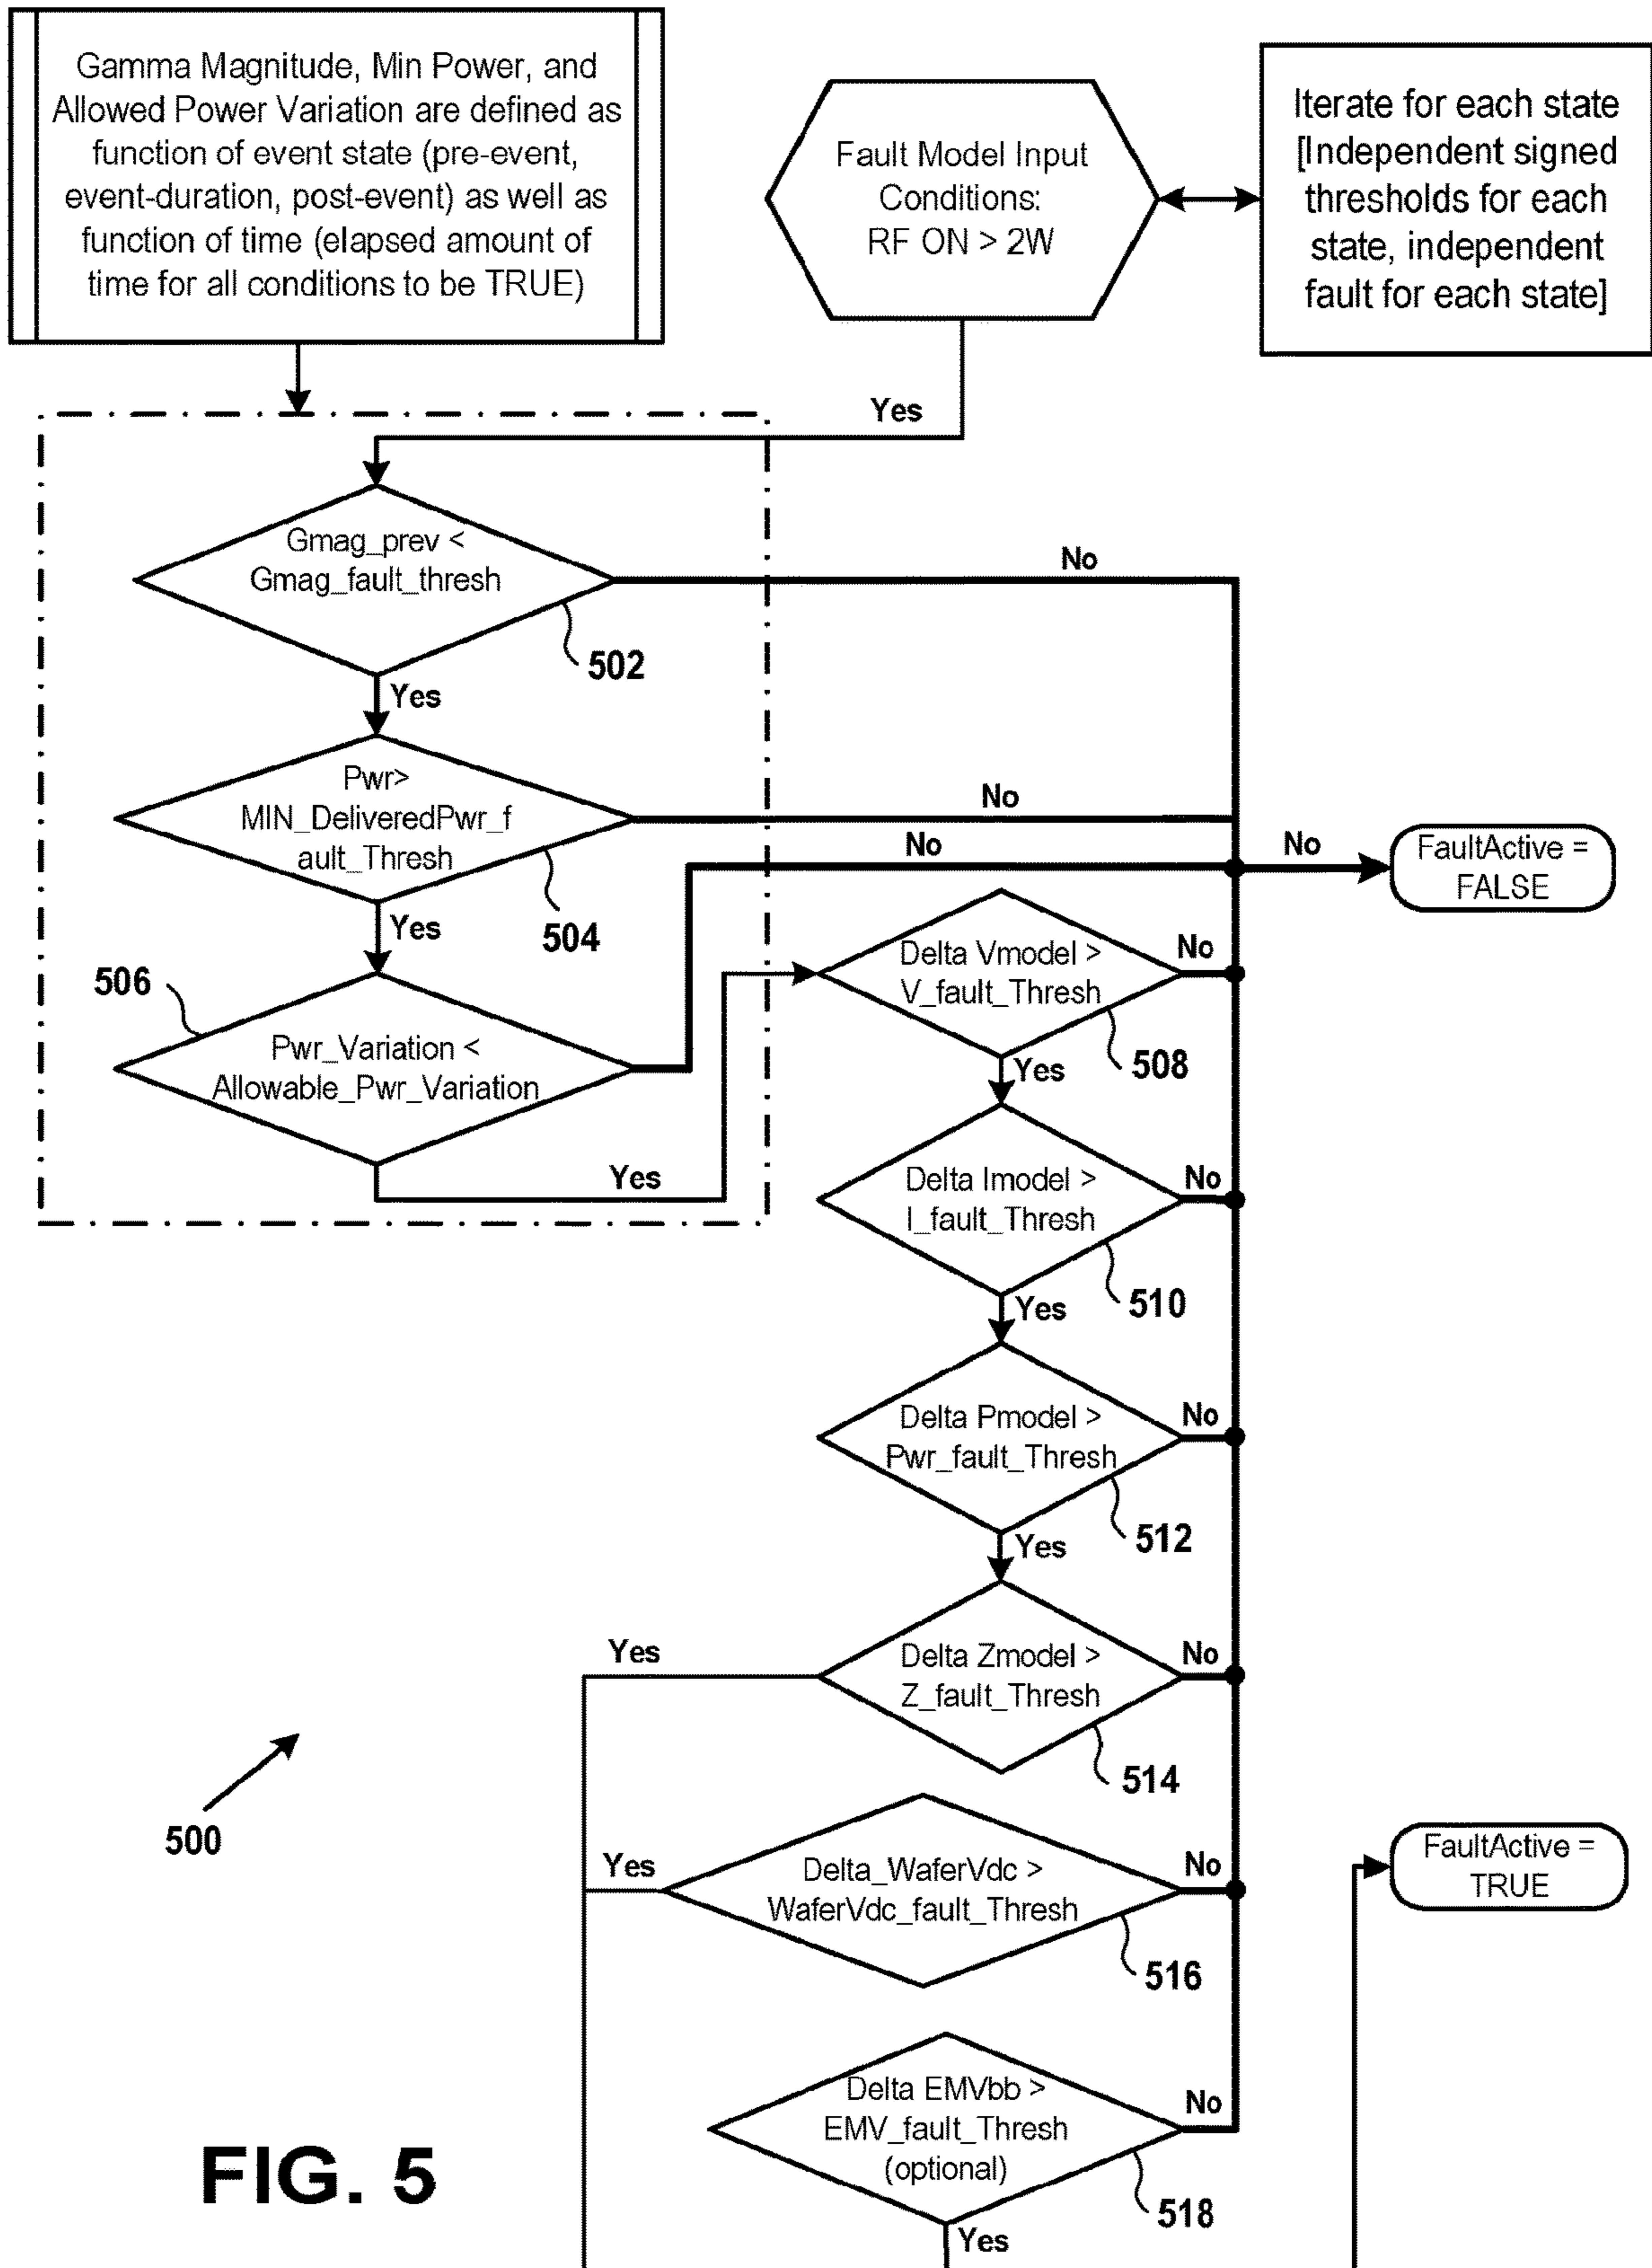 Gamma Magnitude, Min Power, and
Allowed Power Variation are defined as
function of event state (pre-event,
event-duration, post-event) as well as
function of time (elapsed amount of
time for all conditions to be TRUE)
Fault Model Input
Conditions:
RF ON > 2W
Iterate for each state
[Independent signed
thresholds for each
state, independent
fault for each state]
Yes
Gmag_prev <
Gmag_fault_thresh
No
502
Yes
Pwr>
MIN_DeliveredPwr_f
ault_Thresh
No
504
Yes
No
No
FaultActive =
FALSE
506
Pwr_Variation <
Allowable_Pwr_Variation
Yes
Delta Vmodel >
V_fault_Thresh
No
508
Yes
Delta Imodel >
I_fault_Thresh
No
510
Yes
Delta Pmodel >
Pwr_fault_Thresh
No
512
Yes
Delta Zmodel >
Z_fault_Thresh
Yes
No
514
500
Delta_WaferVdc >
WaferVdc_fault_Thresh
Yes
No
516
FaultActive =
TRUE
Delta EMVbb >
EMV_fault_Thresh
(optional)
No
518
Yes
FIG. 5